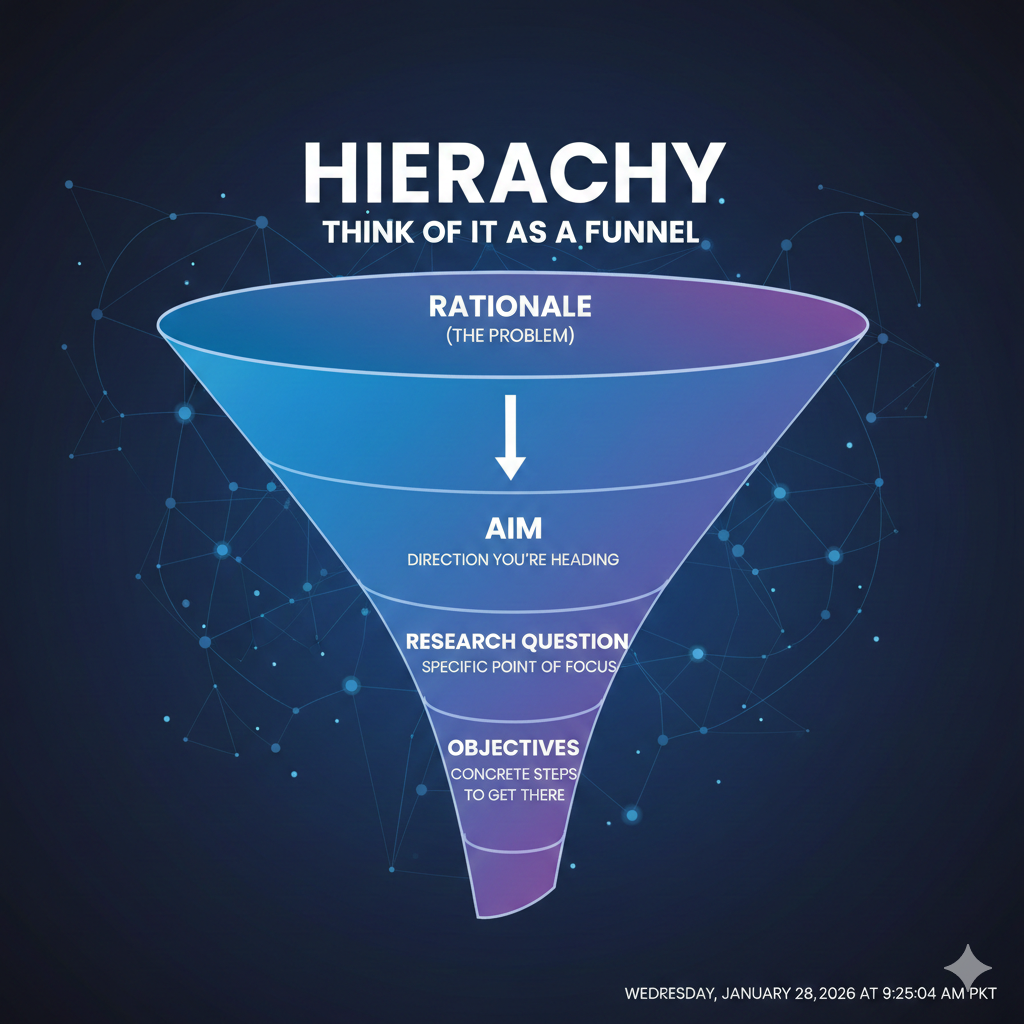 HIERACHY
THINK OF IT AS A FUNNEL
RATIONALE
(THE PROBLEM)
AIM
DIRECTION YOU'RE HEADING
RESEARCH QUESTION
SPECIFIC POINT OF FOCUS
OBJECTIVES
CONCRETE STEPS
TO GET THERE
WEDNESDAY, JANUARY 28, 2026 AT 9:25:04 AM PKT